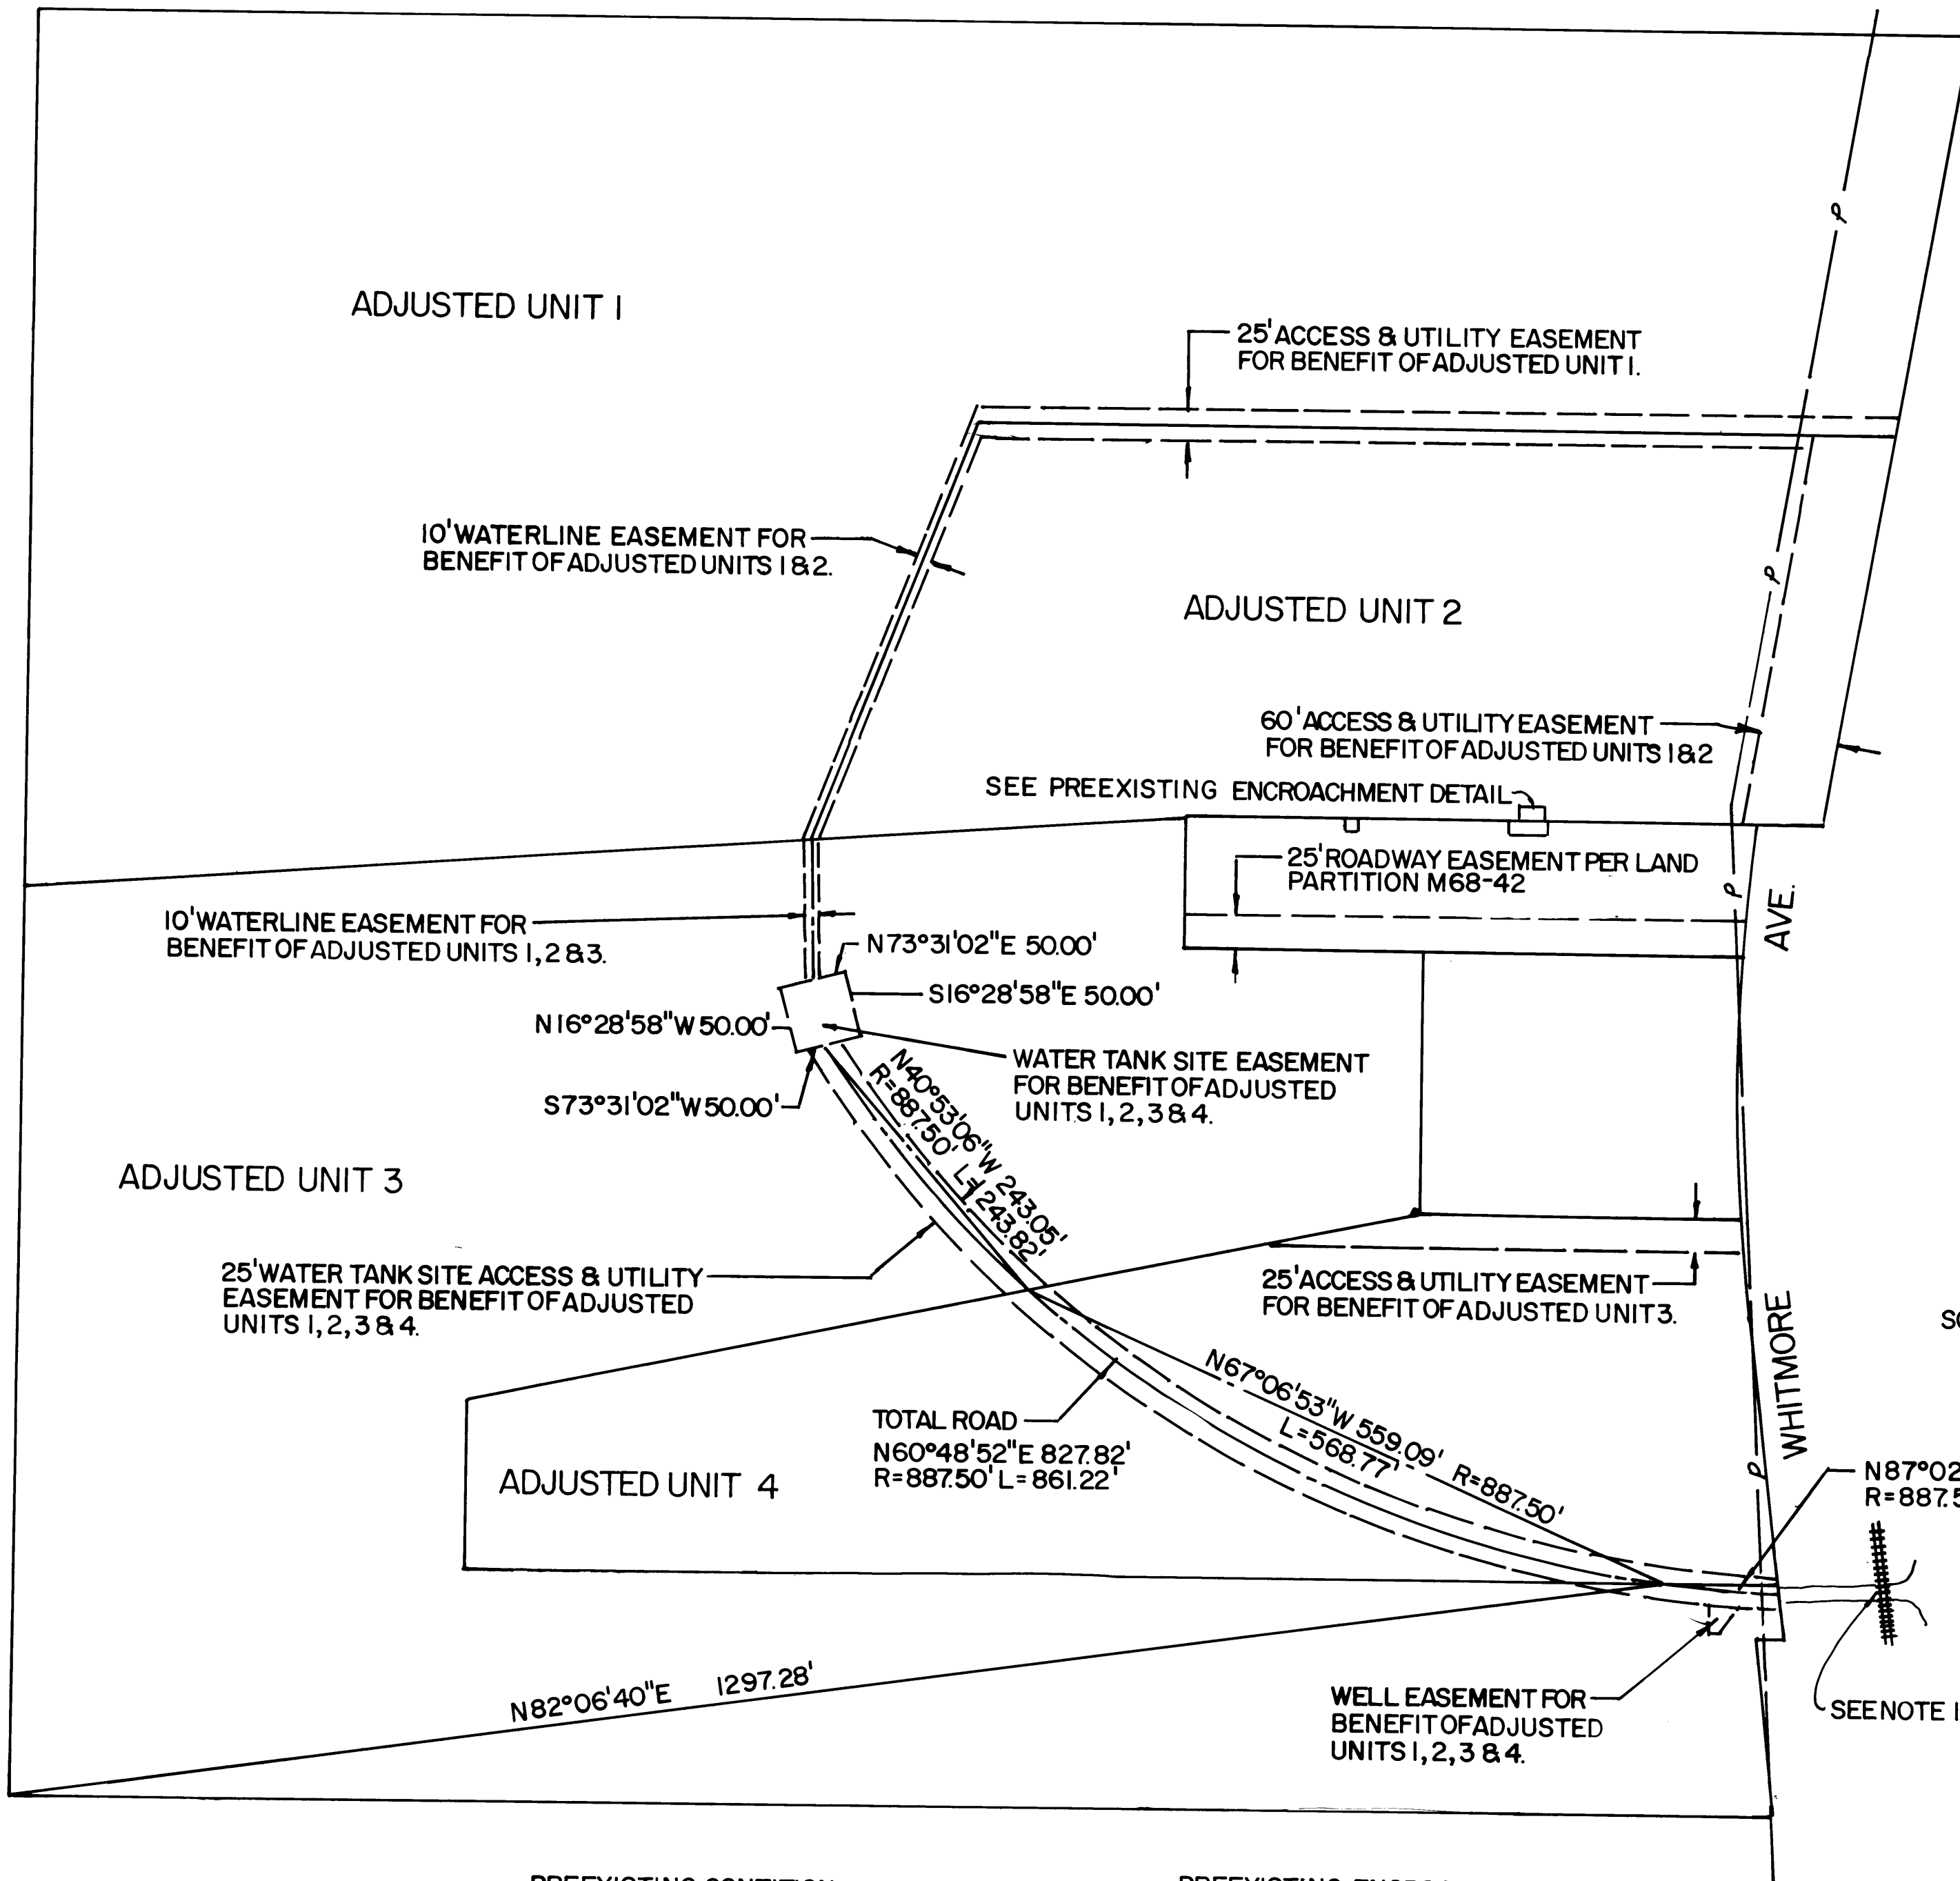 ADJUSTED UNIT 1
25' ACCESS & UTILITY EASEMENT
FOR BENEFIT OF ADJUSTED UNIT 1.
P
10' WATERLINE EASEMENT FOR
BENEFIT OF ADJUSTED UNITS 1 & 2.
P
ADJUSTED UNIT 2
60' ACCESS & UTILITY EASEMENT
FOR BENEFIT OF ADJUSTED UNITS 1 & 2
SEE PREEXISTING ENCROACHMENT DETAIL
25' ROADWAY EASEMENT PER LAND
PARTITION M68-42
P
AVE.
10' WATERLINE EASEMENT FOR
BENEFIT OF ADJUSTED UNITS 1, 2 & 3.
N73°31'02"E 50.00'
S16°28'58"E 50.00'
N16°28'58"W 50.00'
S73°31'02"W 50.00'
WATER TANK SITE EASEMENT
FOR BENEFIT OF ADJUSTED
UNITS 1, 2, 3 & 4.
N40°53'06"W 243.05'
R=887.50' L=243.82'
ADJUSTED UNIT 3
25' WATER TANK SITE ACCESS & UTILITY
EASEMENT FOR BENEFIT OF ADJUSTED
UNITS 1, 2, 3 & 4.
25' ACCESS & UTILITY EASEMENT
FOR BENEFIT OF ADJUSTED UNIT 3.
WHITMORE
N67°06'53"W 559.09' R=887.50'
L=568.77'
TOTAL ROAD
N60°48'52"E 827.82'
R=887.50' L=861.22'
ADJUSTED UNIT 4
P
N87°02
R=887.5
N82°06'40"E 1297.28'
WELL EASEMENT FOR
BENEFIT OF ADJUSTED
UNITS 1, 2, 3 & 4.
SEE NOTE 1